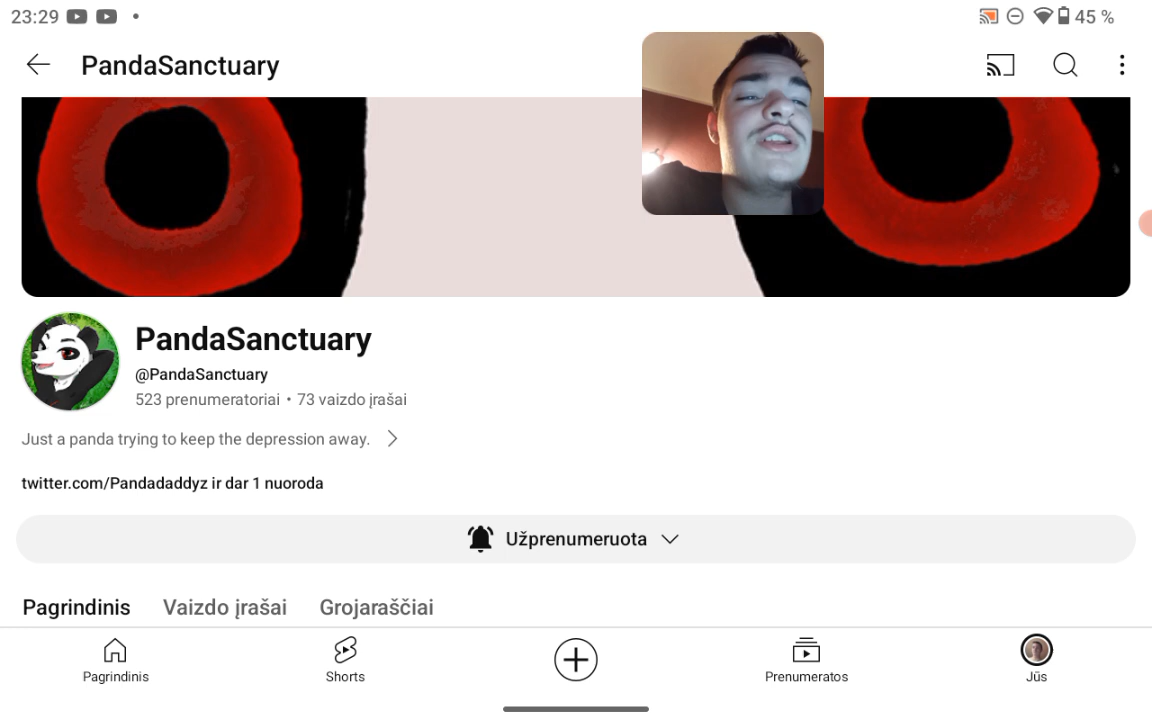 23:29
45 %
PandaSanctuary
PandaSanctuary
@PandaSanctuary
523 prenumeratoriai • 73 vaizdo įrašai
Just a panda trying to keep the depression away.
twitter.com/Pandadaddyz ir dar 1 nuoroda
Užprenumeruota
Pagrindinis Vaizdo įrašai Grojaraščiai
Pagrindinis Shorts Prenumeratos Jūs